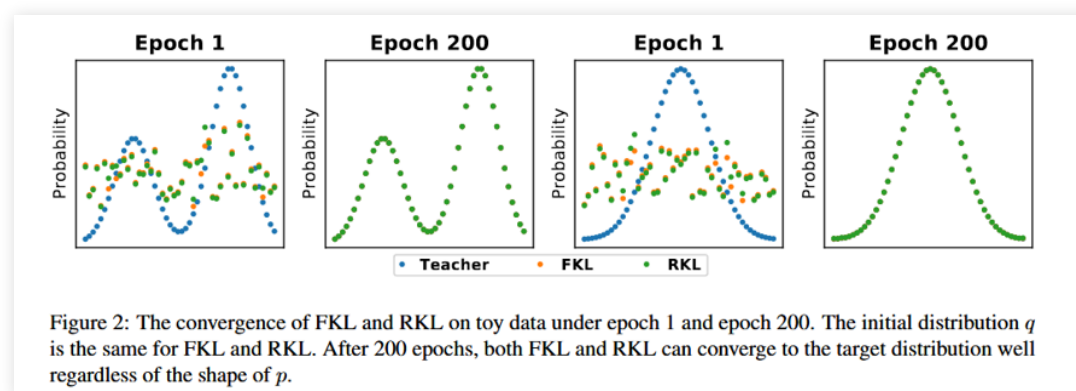 Epoch 1
Epoch 200
Epoch 1
Epoch 200
Probability
Probability
Probability
Probability
Teacher
FKL
RKL
Figure 2: The convergence of FKL and RKL on toy data under epoch 1 and epoch 200. The initial distribution q
is the same for FKL and RKL. After 200 epochs, both FKL and RKL can converge to the target distribution well
regardless of the shape of p.